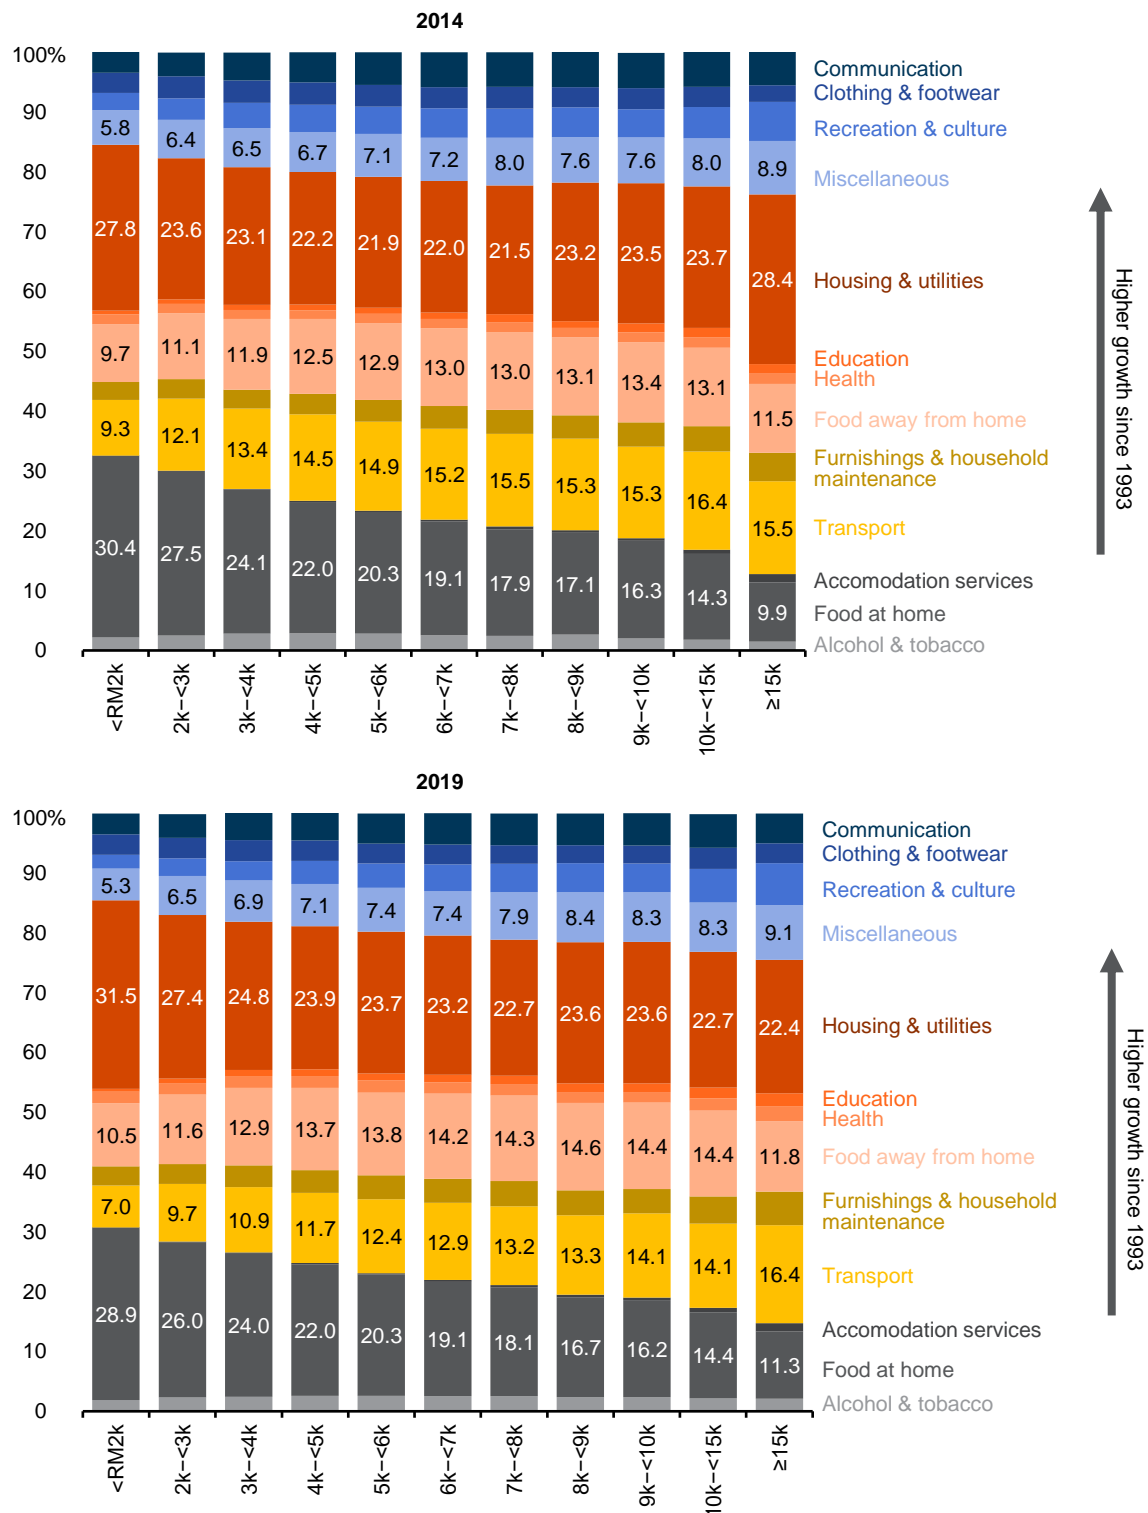 2014
100%
90
80
70
60
50
40
30
20
10
0
5.8 6.4 6.5 6.7 7.1 7.2 8.0 7.6 7.6 8.0 8.9
27.8 23.6 23.1 22.2 21.9 22.0 21.5 23.2 23.5 23.7 28.4
9.7 11.1 11.9 12.5 12.9 13.0 13.0 13.1 13.4 13.1 11.5
9.3 12.1 13.4 14.5 14.9 15.2 15.5 15.3 15.3 16.4 15.5
30.4 27.5 24.1 22.0 20.3 19.1 17.9 17.1 16.3 14.3 9.9
Communication
Clothing & footwear
Recreation & culture
Miscellaneous
Housing & utilities
Education
Health
Food away from home
Furnishings & household
maintenance
Transport
Accomodation services
Food at home
Alcohol & tobacco
Higher growth since 1993
<RM2k
2k–<3k
3k–<4k
4k–<5k
5k–<6k
6k–<7k
7k–<8k
8k–<9k
9k–<10k
10k–<15k
≥15k
2019
100%
90
80
70
60
50
40
30
20
10
0
5.3 6.5 6.9 7.1 7.4 7.4 7.9 8.4 8.3 8.3 9.1
31.5 27.4 24.8 23.9 23.7 23.2 22.7 23.6 23.6 22.7 22.4
10.5 11.6 12.9 13.7 13.8 14.2 14.3 14.6 14.4 14.4 11.8
7.0 9.7 10.9 11.7 12.4 12.9 13.2 13.3 14.1 14.1 16.4
28.9 26.0 24.0 22.0 20.3 19.1 18.1 16.7 16.2 14.4 11.3
Communication
Clothing & footwear
Recreation & culture
Miscellaneous
Housing & utilities
Education
Health
Food away from home
Furnishings & household
maintenance
Transport
Accomodation services
Food at home
Alcohol & tobacco
Higher growth since 1993
<RM2k
2k–<3k
3k–<4k
4k–<5k
5k–<6k
6k–<7k
7k–<8k
8k–<9k
9k–<10k
10k–<15k
≥15k